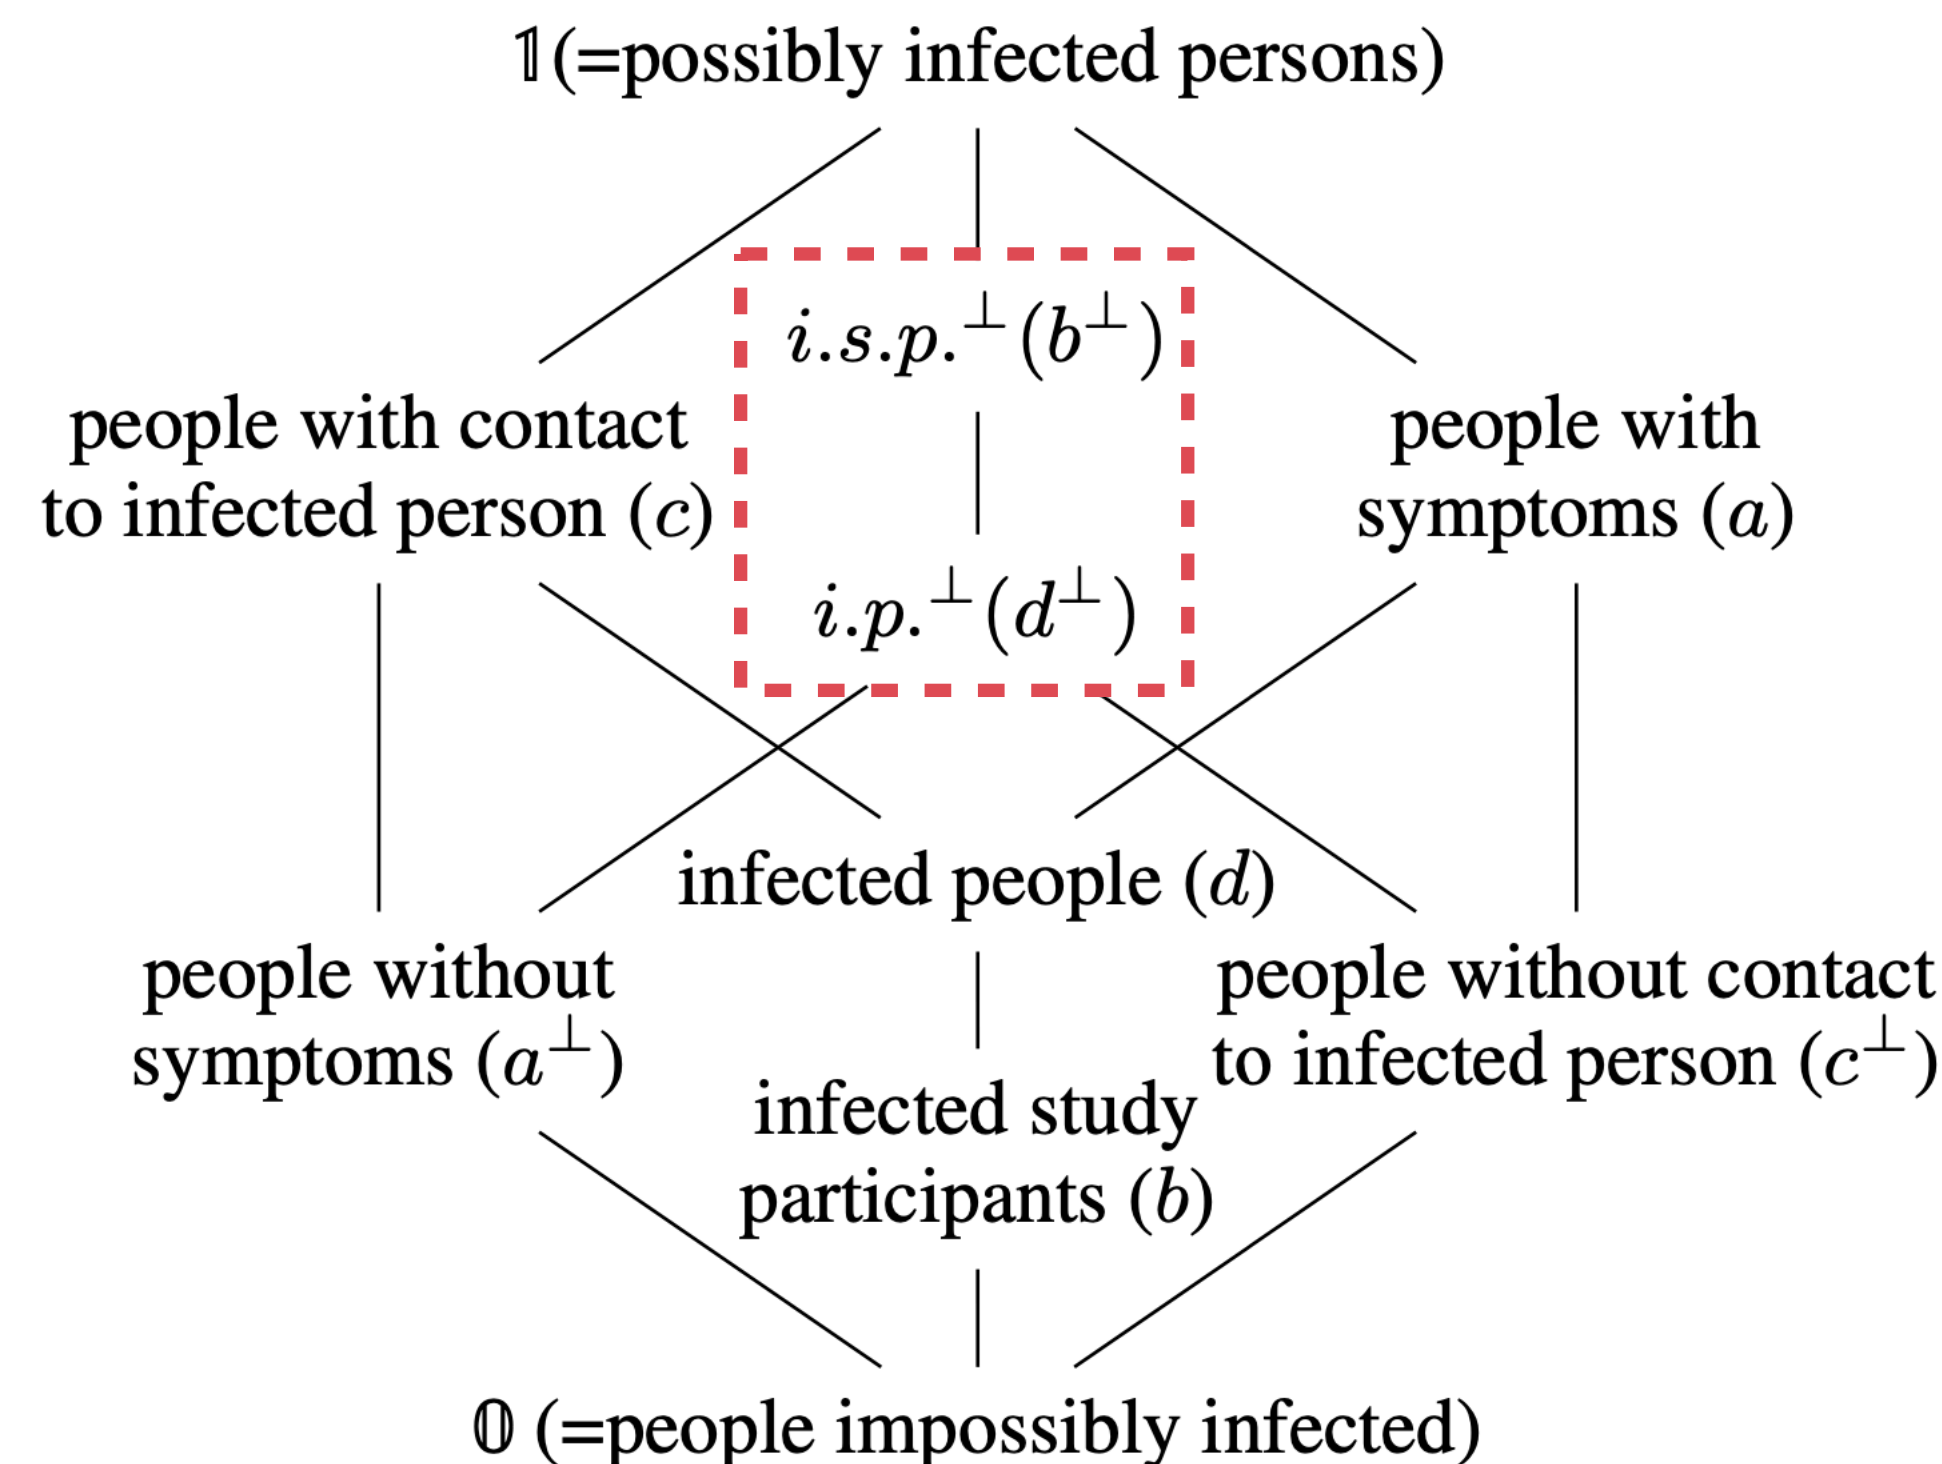 𝟙(=possibly infected persons)
i.s.p.⊥(b⊥)
people with contact
to infected person (c)
people with
symptoms (a)
i.p.⊥(d⊥)
infected people (d)
people without
symptoms (a⊥)
people without contact
to infected person (c⊥)
infected study
participants (b)
𝟘 (=people impossibly infected)